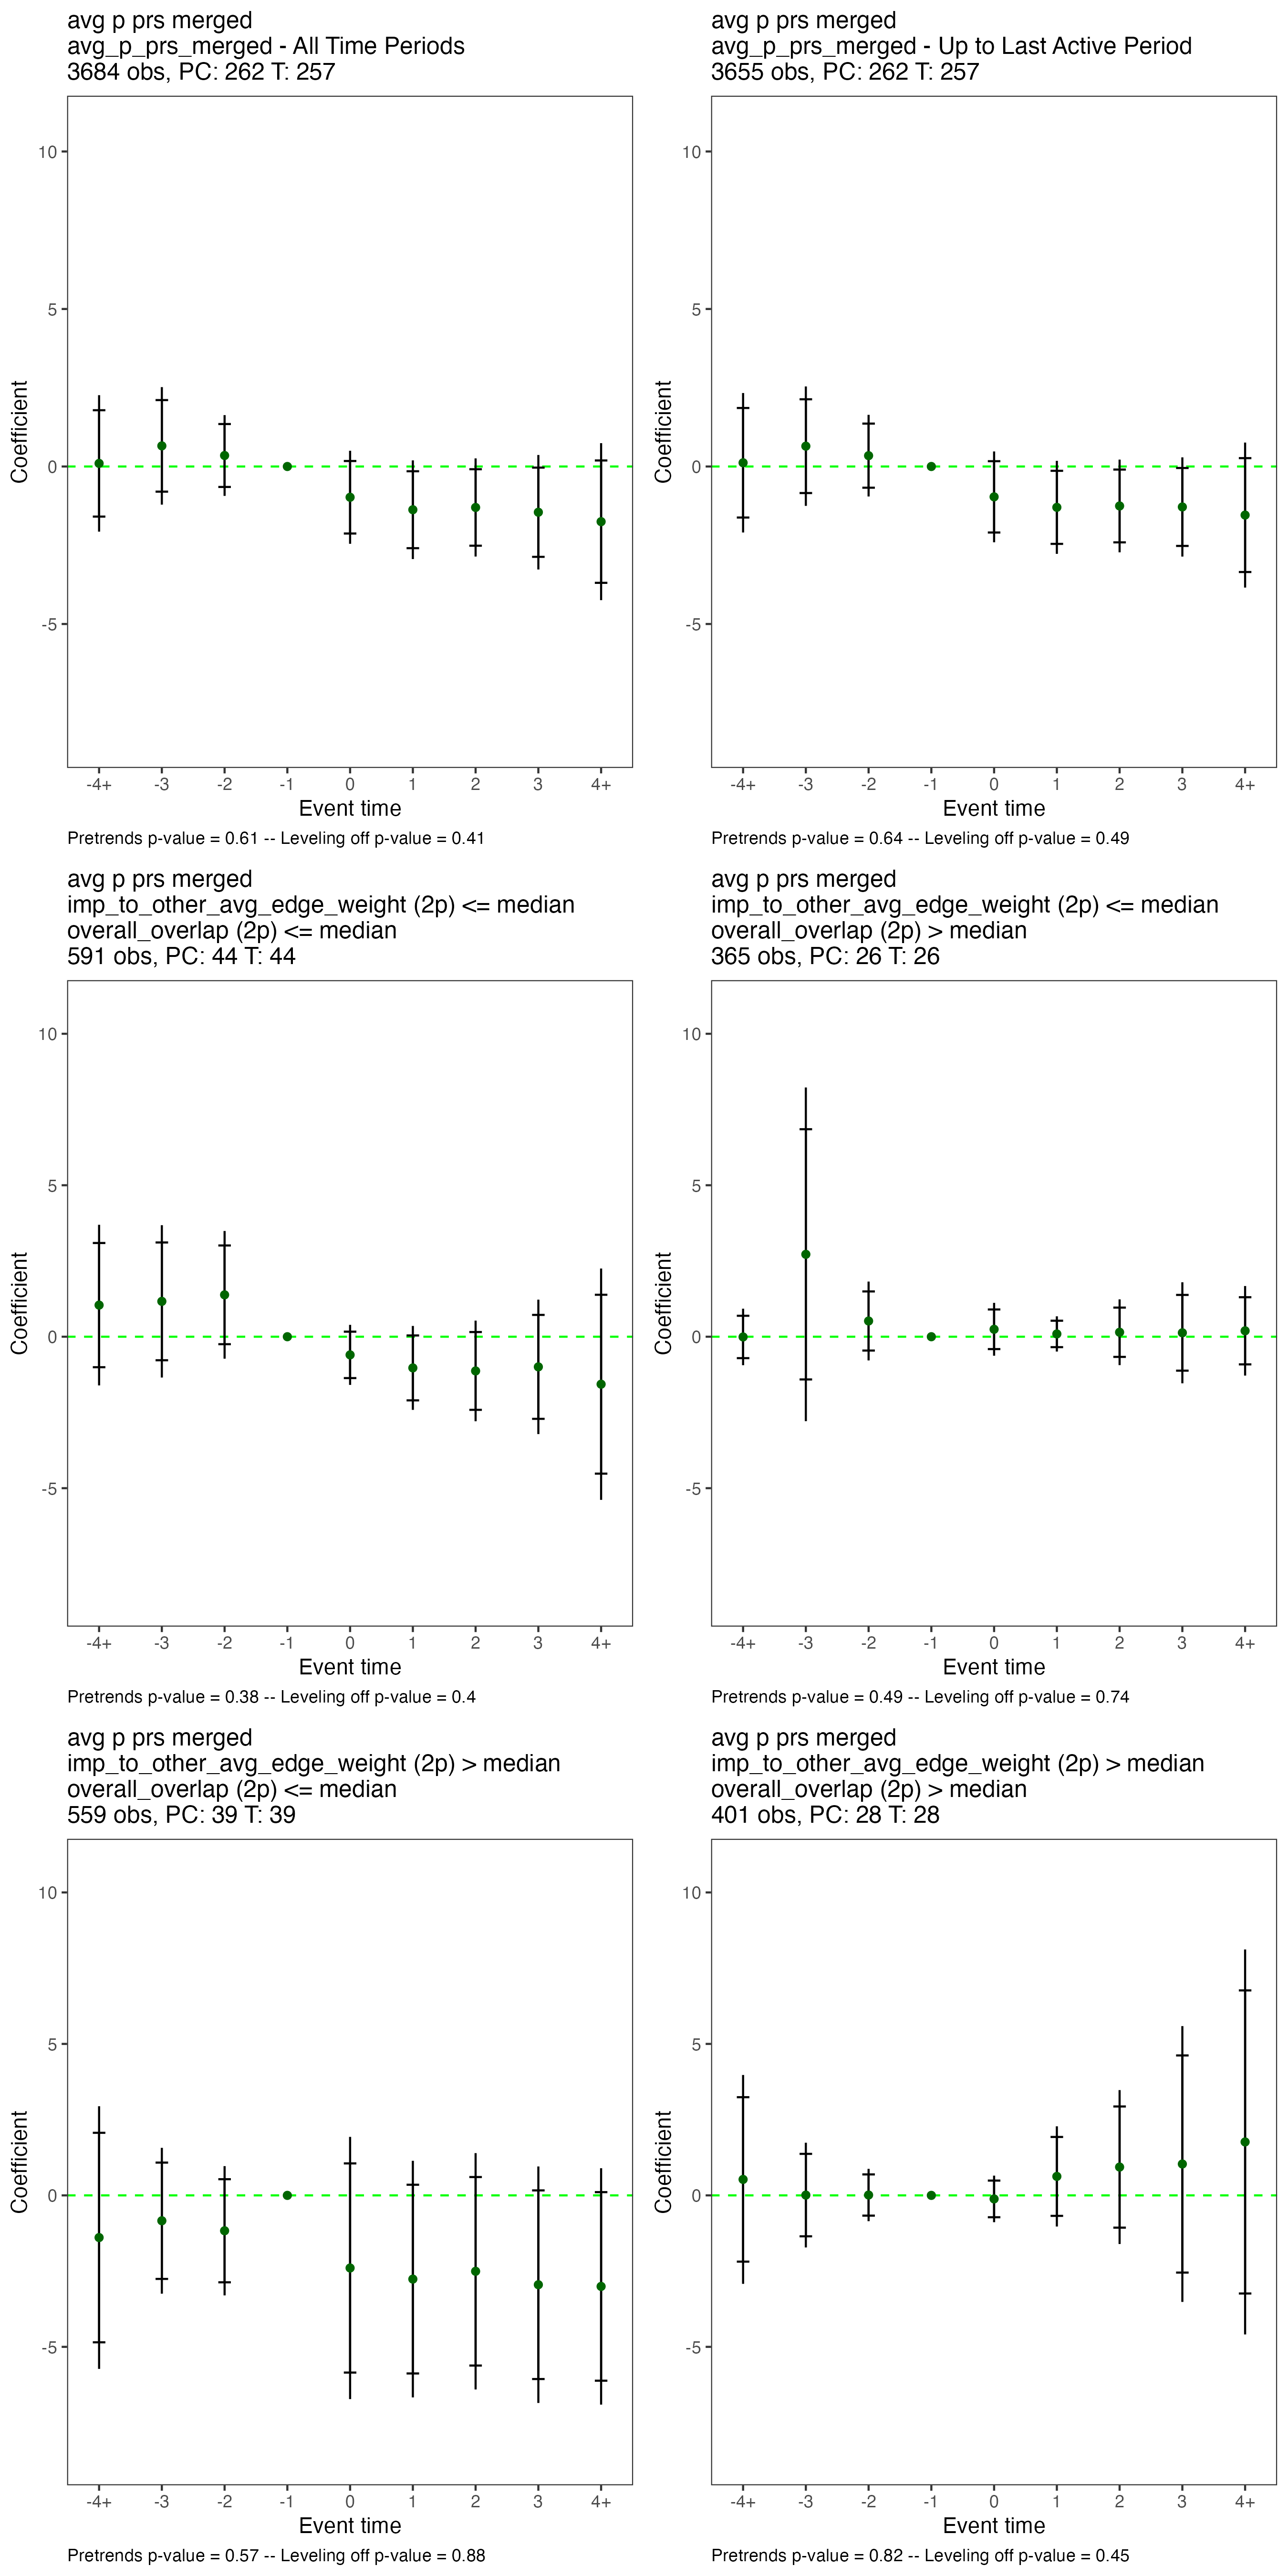 avg p prs merged
avg_p_prs_merged - All Time Periods
3684 obs, PC: 262 T: 257
10
5
0
-5
Coefficient
-4+ -3 -2 -1 0 1 2 3 4+
Event time
Pretrends p-value = 0.61 -- Leveling off p-value = 0.41
avg p prs merged
avg_p_prs_merged - Up to Last Active Period
3655 obs, PC: 262 T: 257
10
5
0
-5
Coefficient
-4+ -3 -2 -1 0 1 2 3 4+
Event time
Pretrends p-value = 0.64 -- Leveling off p-value = 0.49
avg p prs merged
imp_to_other_avg_edge_weight (2p) <= median
overall_overlap (2p) <= median
591 obs, PC: 44 T: 44
10
5
0
-5
Coefficient
-4+ -3 -2 -1 0 1 2 3 4+
Event time
Pretrends p-value = 0.38 -- Leveling off p-value = 0.4
avg p prs merged
imp_to_other_avg_edge_weight (2p) <= median
overall_overlap (2p) > median
365 obs, PC: 26 T: 26
10
5
0
-5
Coefficient
-4+ -3 -2 -1 0 1 2 3 4+
Event time
Pretrends p-value = 0.49 -- Leveling off p-value = 0.74
avg p prs merged
imp_to_other_avg_edge_weight (2p) > median
overall_overlap (2p) <= median
559 obs, PC: 39 T: 39
10
5
0
-5
Coefficient
-4+ -3 -2 -1 0 1 2 3 4+
Event time
Pretrends p-value = 0.57 -- Leveling off p-value = 0.88
avg p prs merged
imp_to_other_avg_edge_weight (2p) > median
overall_overlap (2p) > median
401 obs, PC: 28 T: 28
10
5
0
-5
Coefficient
-4+ -3 -2 -1 0 1 2 3 4+
Event time
Pretrends p-value = 0.82 -- Leveling off p-value = 0.45